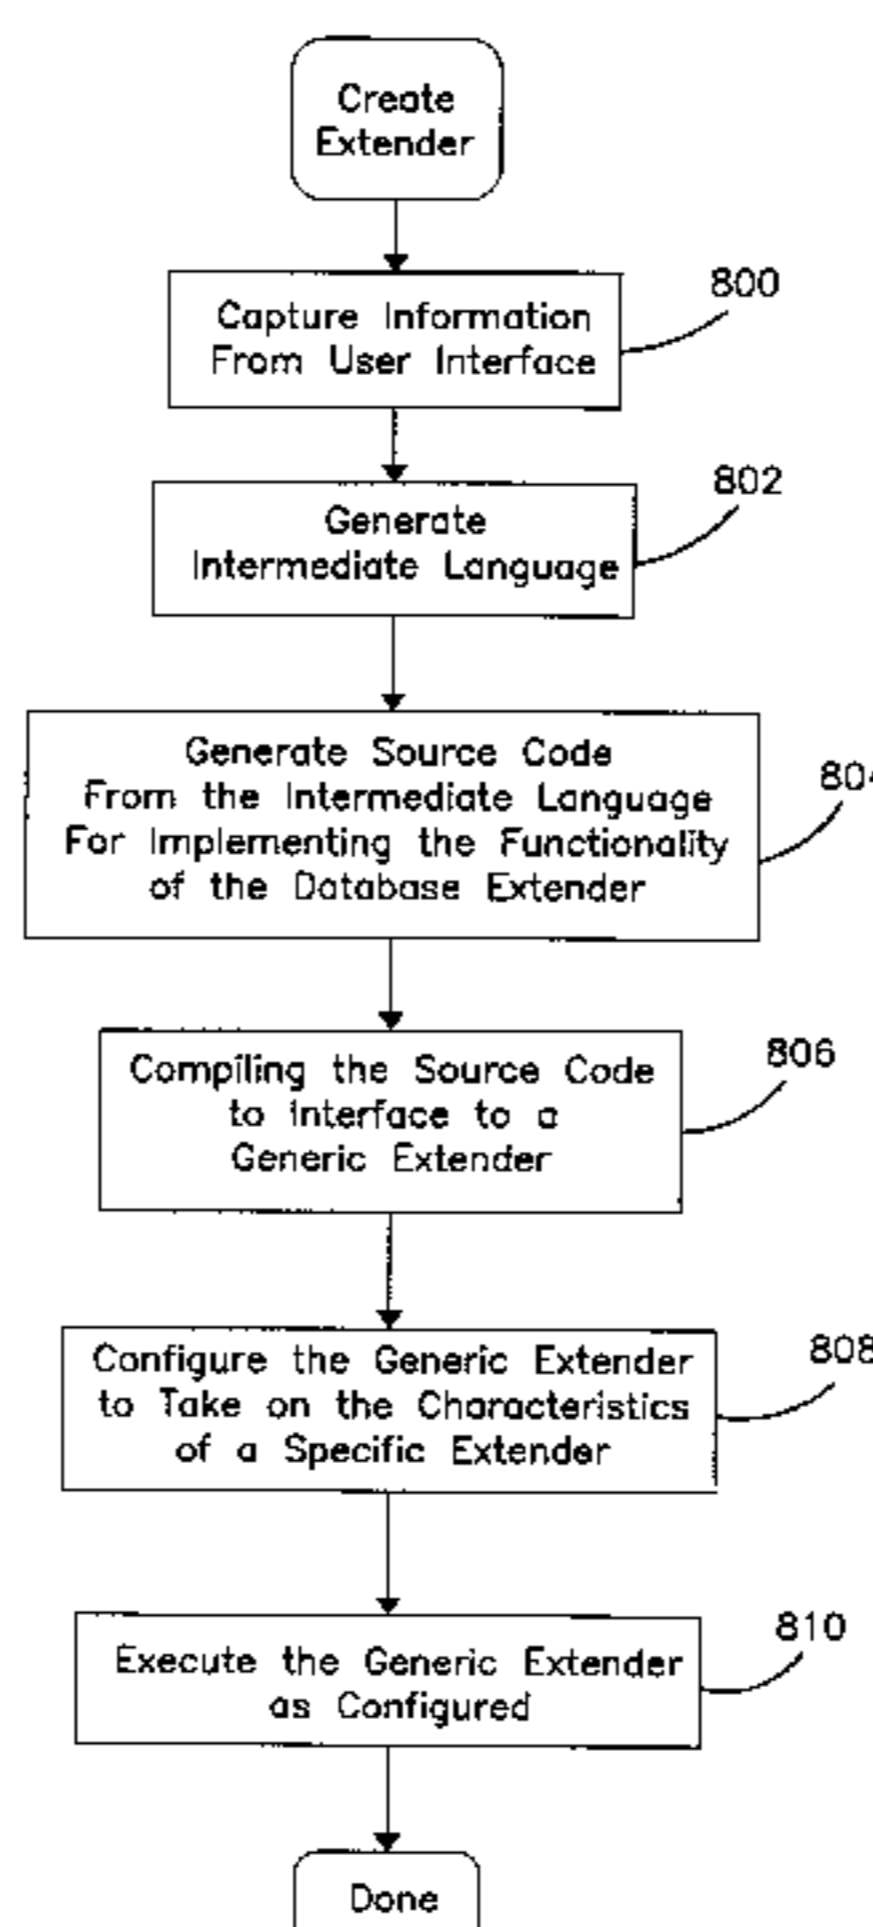 Create
Extender
800
Capture Information
From User Interface
802
Generate
Intermediate Language
Generate Source Code
From the Intermediate Language
For Implementing the Functionality
of the Database Extender
804
806
Compiling the Source Code
to Interface to a
Generic Extender
808
Configure the Generic Extender
to Take on the Characteristics
of a Specific Extender
810
Execute the Generic Extender
as Configured
Done